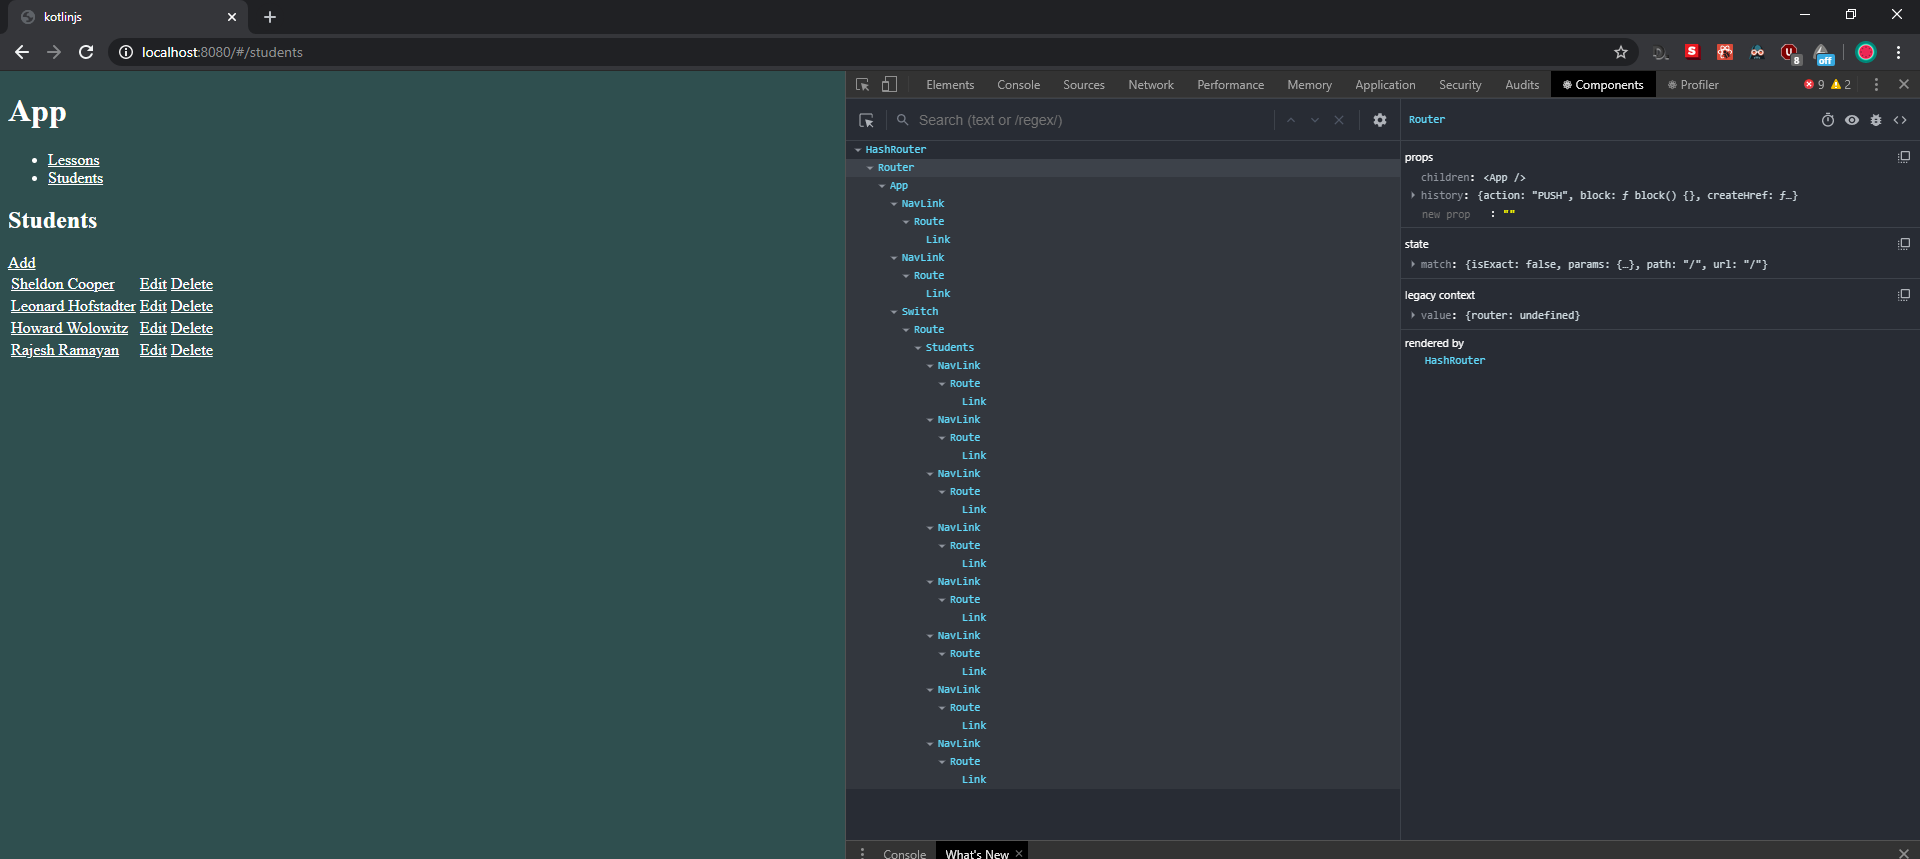 kotlinjs
localhost:8080/#/students
S
U
8
off
App
Lessons
Students
Students
Add
Sheldon Cooper Edit Delete
Leonard Hofstadter Edit Delete
Howard Wolowitz Edit Delete
Rajesh Ramayan Edit Delete
Elements Console Sources Network Performance Memory Application Security Audits Components Profiler 9 2
Search (text or /regex/)
HashRouter
Router
App
NavLink
Route
Link
NavLink
Route
Link
Switch
Route
Students
NavLink
Route
Link
NavLink
Route
Link
NavLink
Route
Link
NavLink
Route
Link
NavLink
Route
Link
NavLink
Route
Link
NavLink
Route
Link
NavLink
Route
Link
Router
props
children: <App />
history: {action: "PUSH", block: ƒ block() {}, createHref: ƒ…}
new prop : ""
state
match: {isExact: false, params: {…}, path: "/", url: "/"}
legacy context
value: {router: undefined}
rendered by
HashRouter
Console What's New